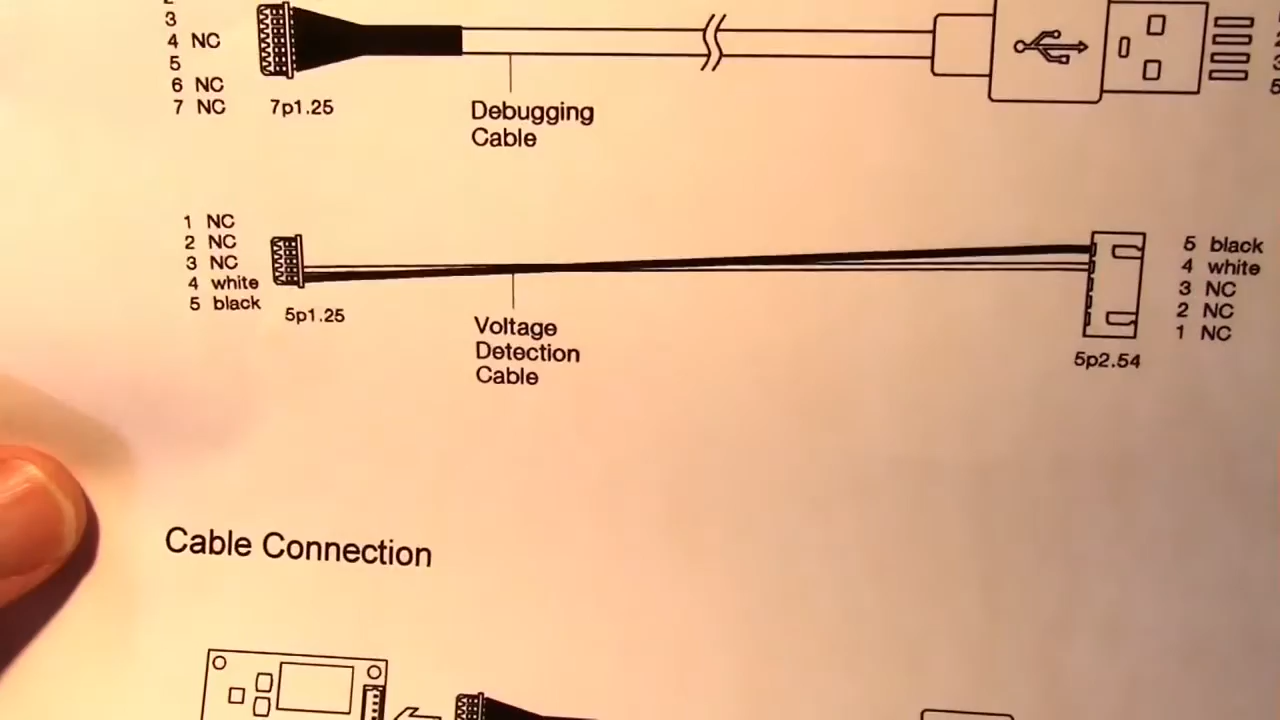 3
4 NC
5
6 NC
7 NC
7p1.25
Debugging
Cable
1 NC
2 NC
3 NC
4 white
5 black
5p1.25
Voltage
Detection
Cable
5 black
4 white
3 NC
2 NC
1 NC
5p2.54
Cable Connection